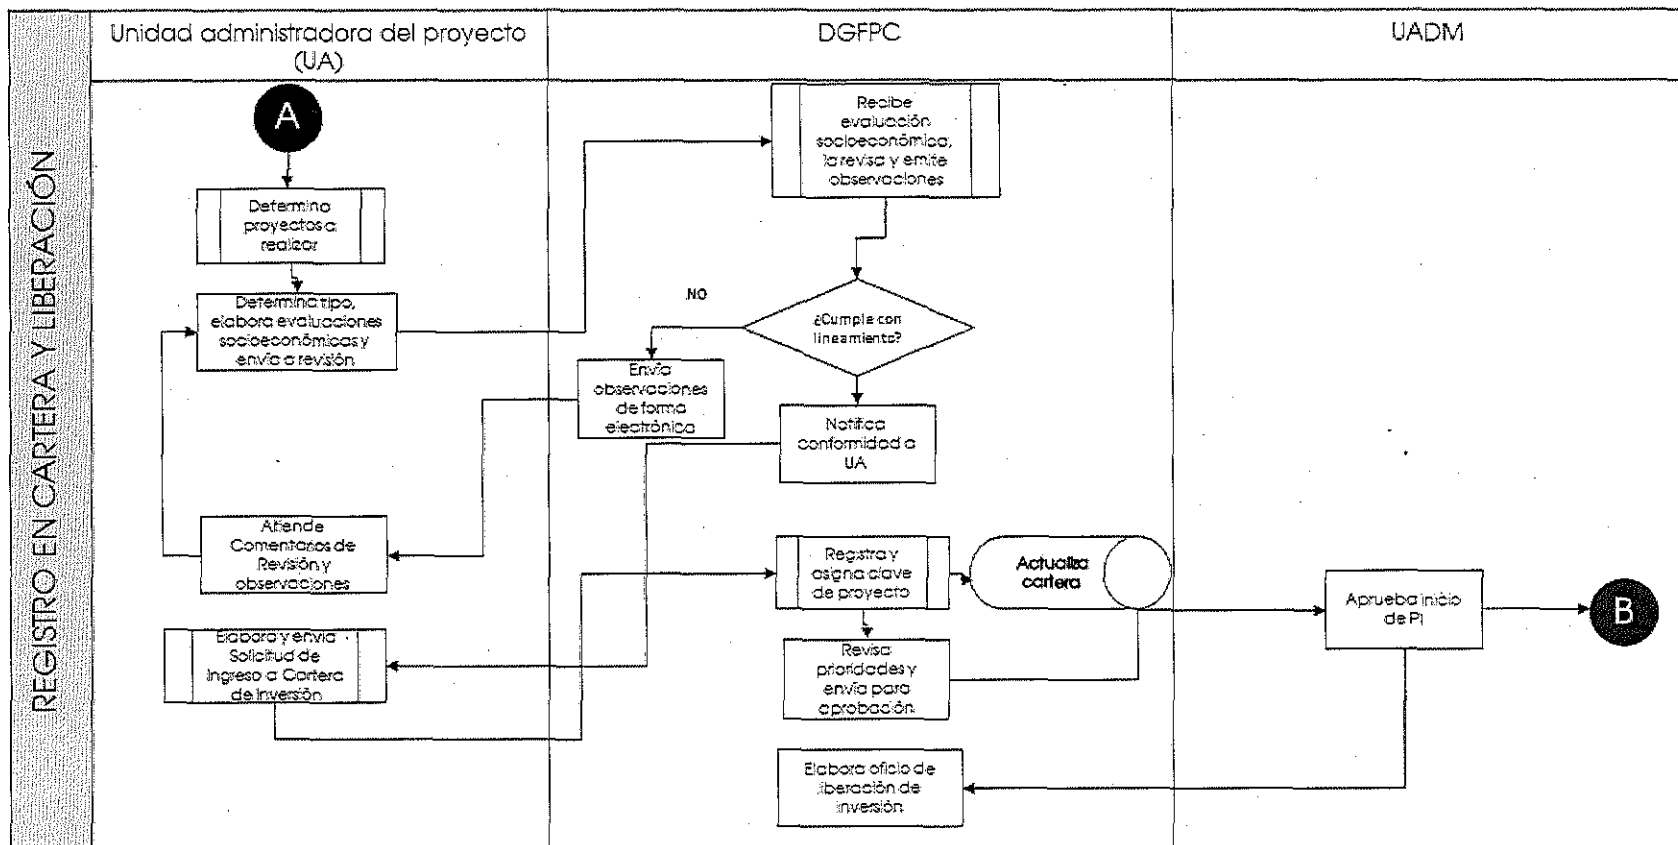 REGISTRO EN CARTERA Y LIBERACIÓN
Unidad administradora del proyecto
(UA)
DGFPC
UADM
A
Determina
proyectos a
realizar
Determina tipo,
elabora evaluaciones
socioeconómicas y
envía a revisión
Atiende
Comentarios de
Revisión y
observaciones
Elabora y envía
Solicitud de
Ingreso a Cartera
de Inversión
Recibe
evaluación
socioeconómica,
la revisa y emite
observaciones
NO
¿Cumple con
lineamiento?
Envía
observaciones
de forma
electrónica
Notifica
conformidad a
UA
Registra y
asigna clave
de proyecto
Actualiza
cartera
Revisa
prioridades y
envía para
aprobación
Elabora oficio de
liberación de
inversión
Aprueba inicio
de PI
B